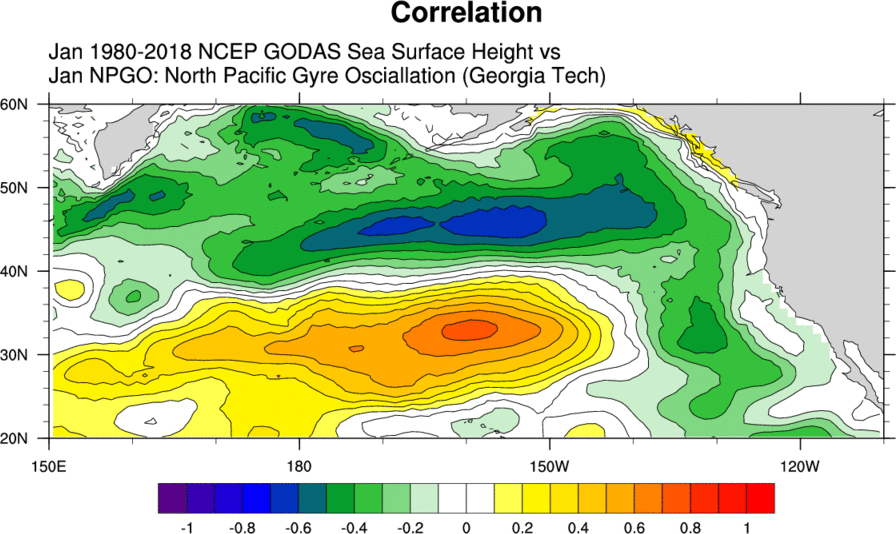 Correlation
Jan 1980-2018 NCEP GODAS Sea Surface Height vs
Jan NPGO: North Pacific Gyre Osciallation (Georgia Tech)
60N
50N
40N
30N
20N
150E 180 150W 120W
-1 -0.8 -0.6 -0.4 -0.2 0 0.2 0.4 0.6 0.8 1